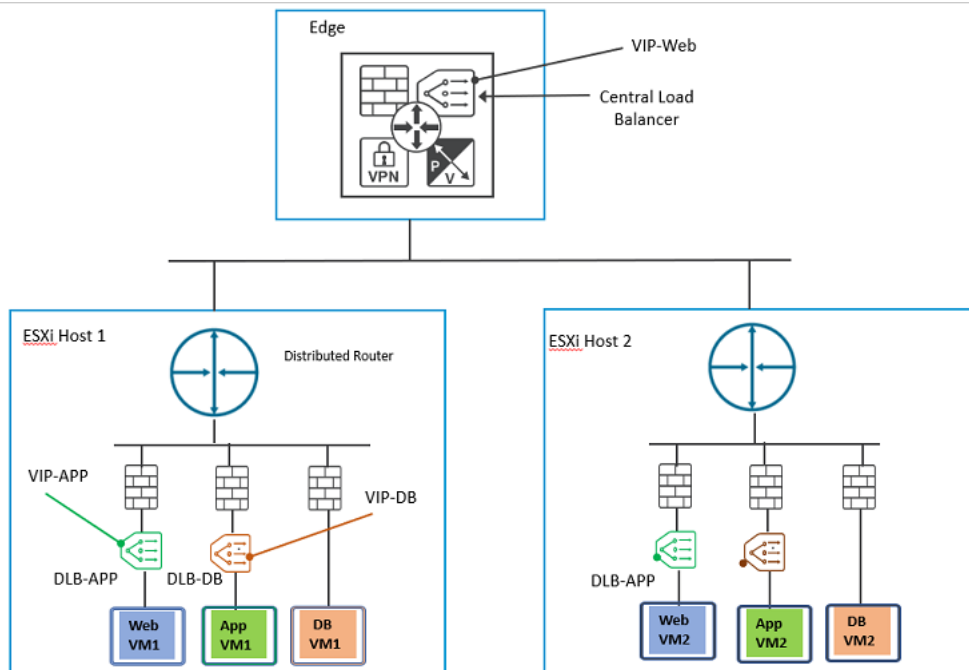 Edge
VIP-Web
Central Load
Balancer
VPN
P
V
ESXi Host 1
Distributed Router
ESXi Host 2
VIP-APP
VIP-DB
DLB-APP
DLB-DB
DLB-APP
Web
VM1
App
VM1
DB
VM1
Web
VM2
App
VM2
DB
VM2